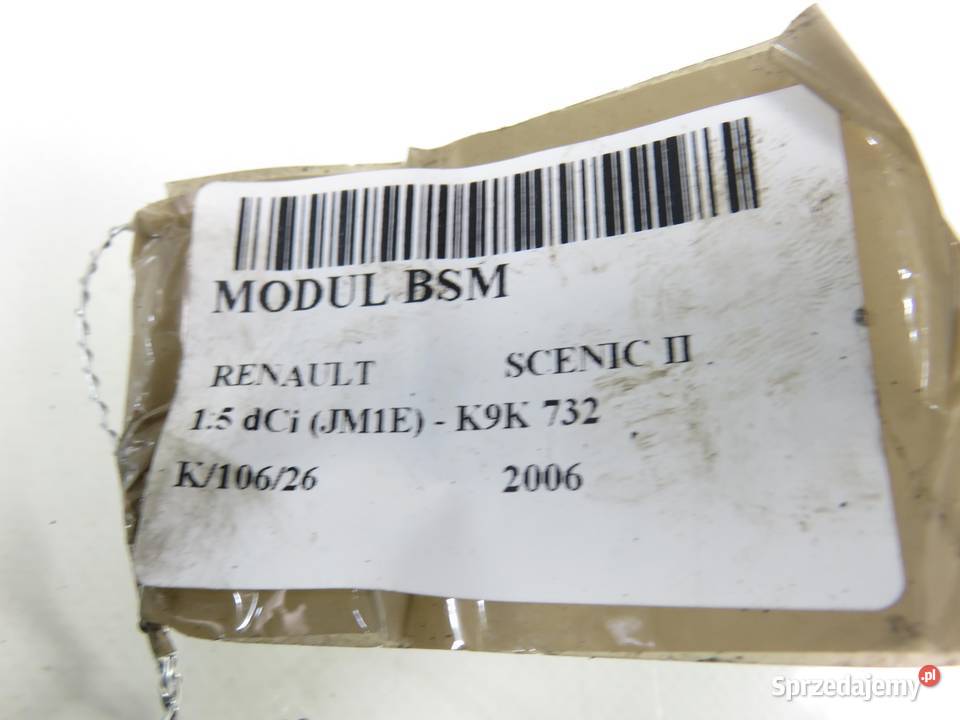 MODUL BSM
RENAULT SCENIC II
1.5 dCi (JM1E) - K9K 732
K/106/26 2006
Sprzedajemy.pl